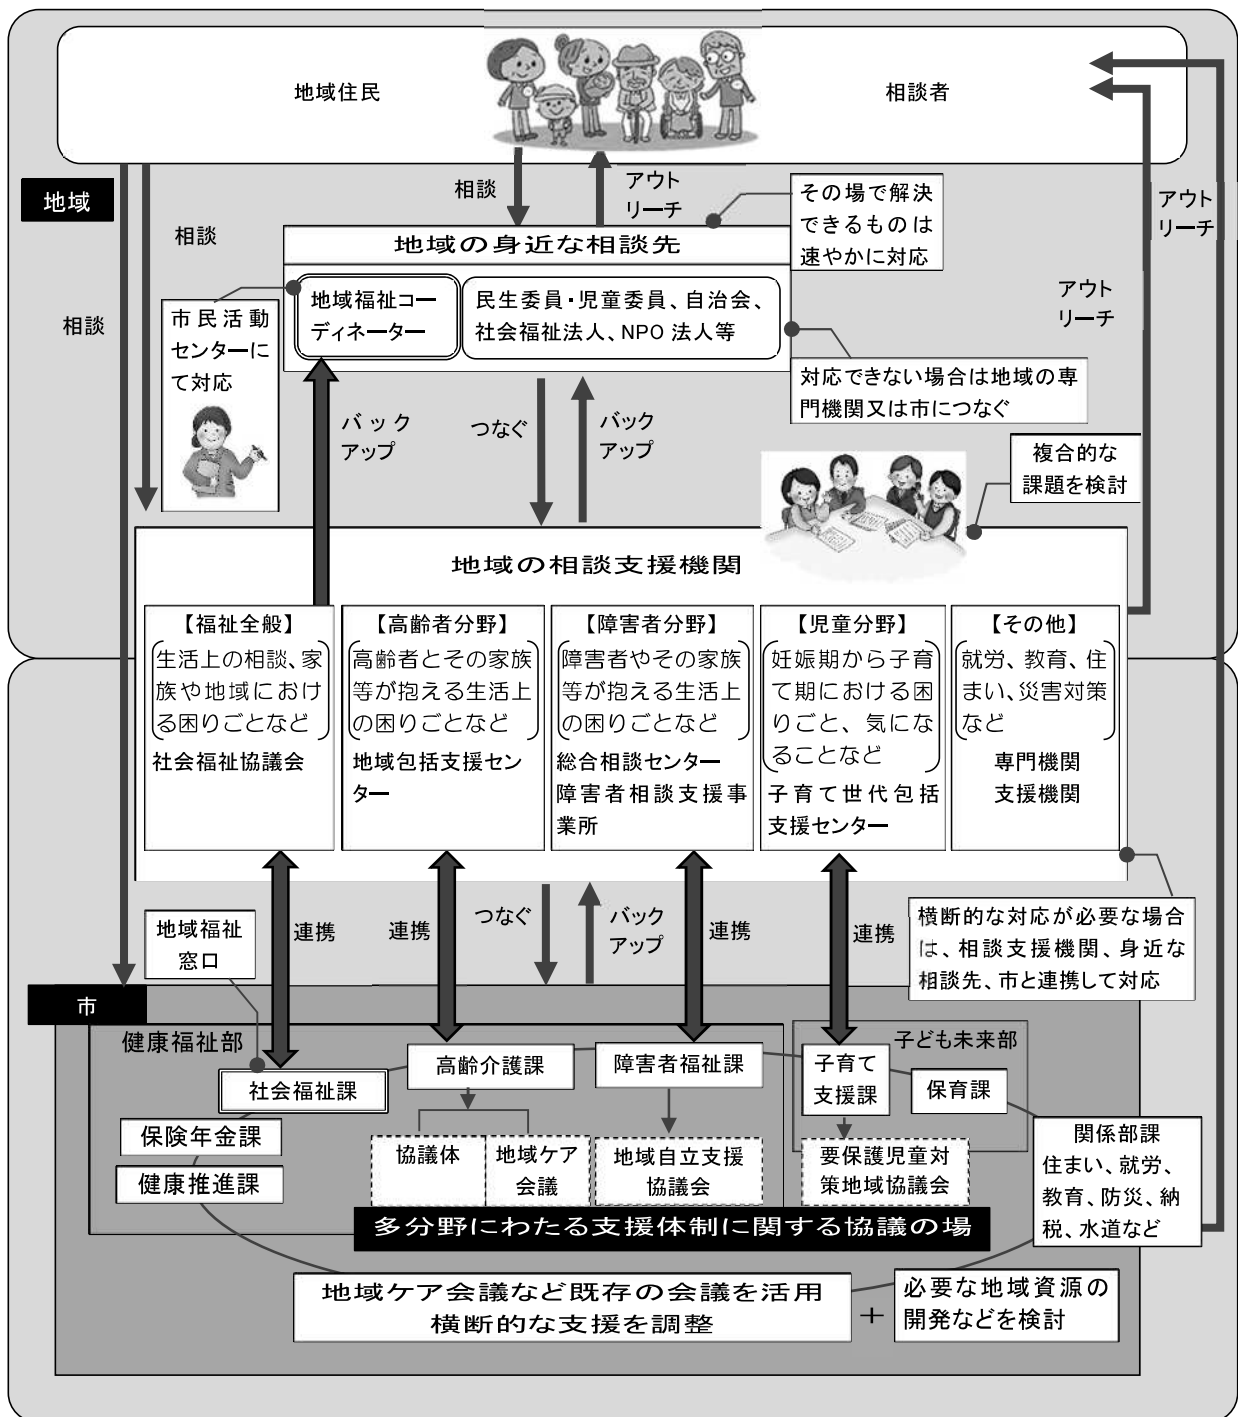 地域住民
相談者
地域
相談
アウト
リーチ
その場で解決
できるものは
速やかに対応
アウト
リーチ
相談
相談
地域の身近な相談先
地域福祉コー
ディネーター
民生委員・児童委員、自治会、
社会福祉法人、NPO 法人等
アウト
リーチ
市民活動
センターに
て対応
対応できない場合は地域の専
門機関又は市につなぐ
バック
アップ
つなぐ
バック
アップ
複合的な
課題を検討
地域の相談支援機関
【福祉全般】
生活上の相談、家
族や地域におけ
る困りごとなど
社会福祉協議会
【高齢者分野】
高齢者とその家族
等が抱える生活上
の困りごとなど
地域包括支援セン
ター
【障害者分野】
障害者やその家族
等が抱える生活上
の困りごとなど
総合相談センター
障害者相談支援事
業所
【児童分野】
妊娠期から子育
て期における困
りごと、気にな
ることなど
子育て世代包括
支援センター
【その他】
就労、教育、住
まい、災害対策
など
専門機関
支援機関
地域福祉
窓口
連携
連携
つなぐ
バック
アップ
連携
連携
横断的な対応が必要な場合
は、相談支援機関、身近な
相談先、市と連携して対応
市
健康福祉部
社会福祉課
高齢介護課
障害者福祉課
子ども未来部
子育て
支援課
保育課
保険年金課
健康推進課
協議体
地域ケア
会議
地域自立支援
協議会
要保護児童対
策地域協議会
関係部課
住まい、就労、
教育、防災、納
税、水道など
多分野にわたる支援体制に関する協議の場
地域ケア会議など既存の会議を活用
横断的な支援を調整
+
必要な地域資源の
開発などを検討